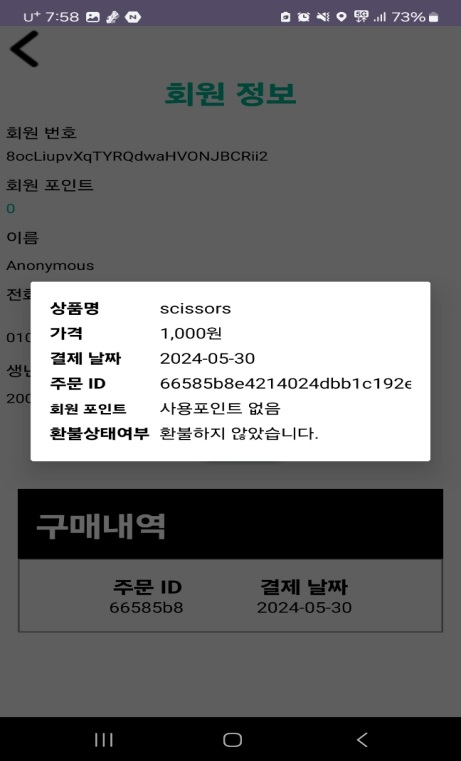 U⁺ 7:58 N 5G 73%
회원 정보
회원 번호
8ocLiupvXqTYRQdwaHVONJBCRii2
회원 포인트
0
이름
Anonymous
전화
010
생년
200
상품명 scissors
가격 1,000원
결제 날짜 2024-05-30
주문 ID 66585b8e4214024dbb1c192e
회원 포인트 사용포인트 없음
환불상태여부 환불하지 않았습니다.
구매내역
주문 ID 결제 날짜
66585b8 2024-05-30